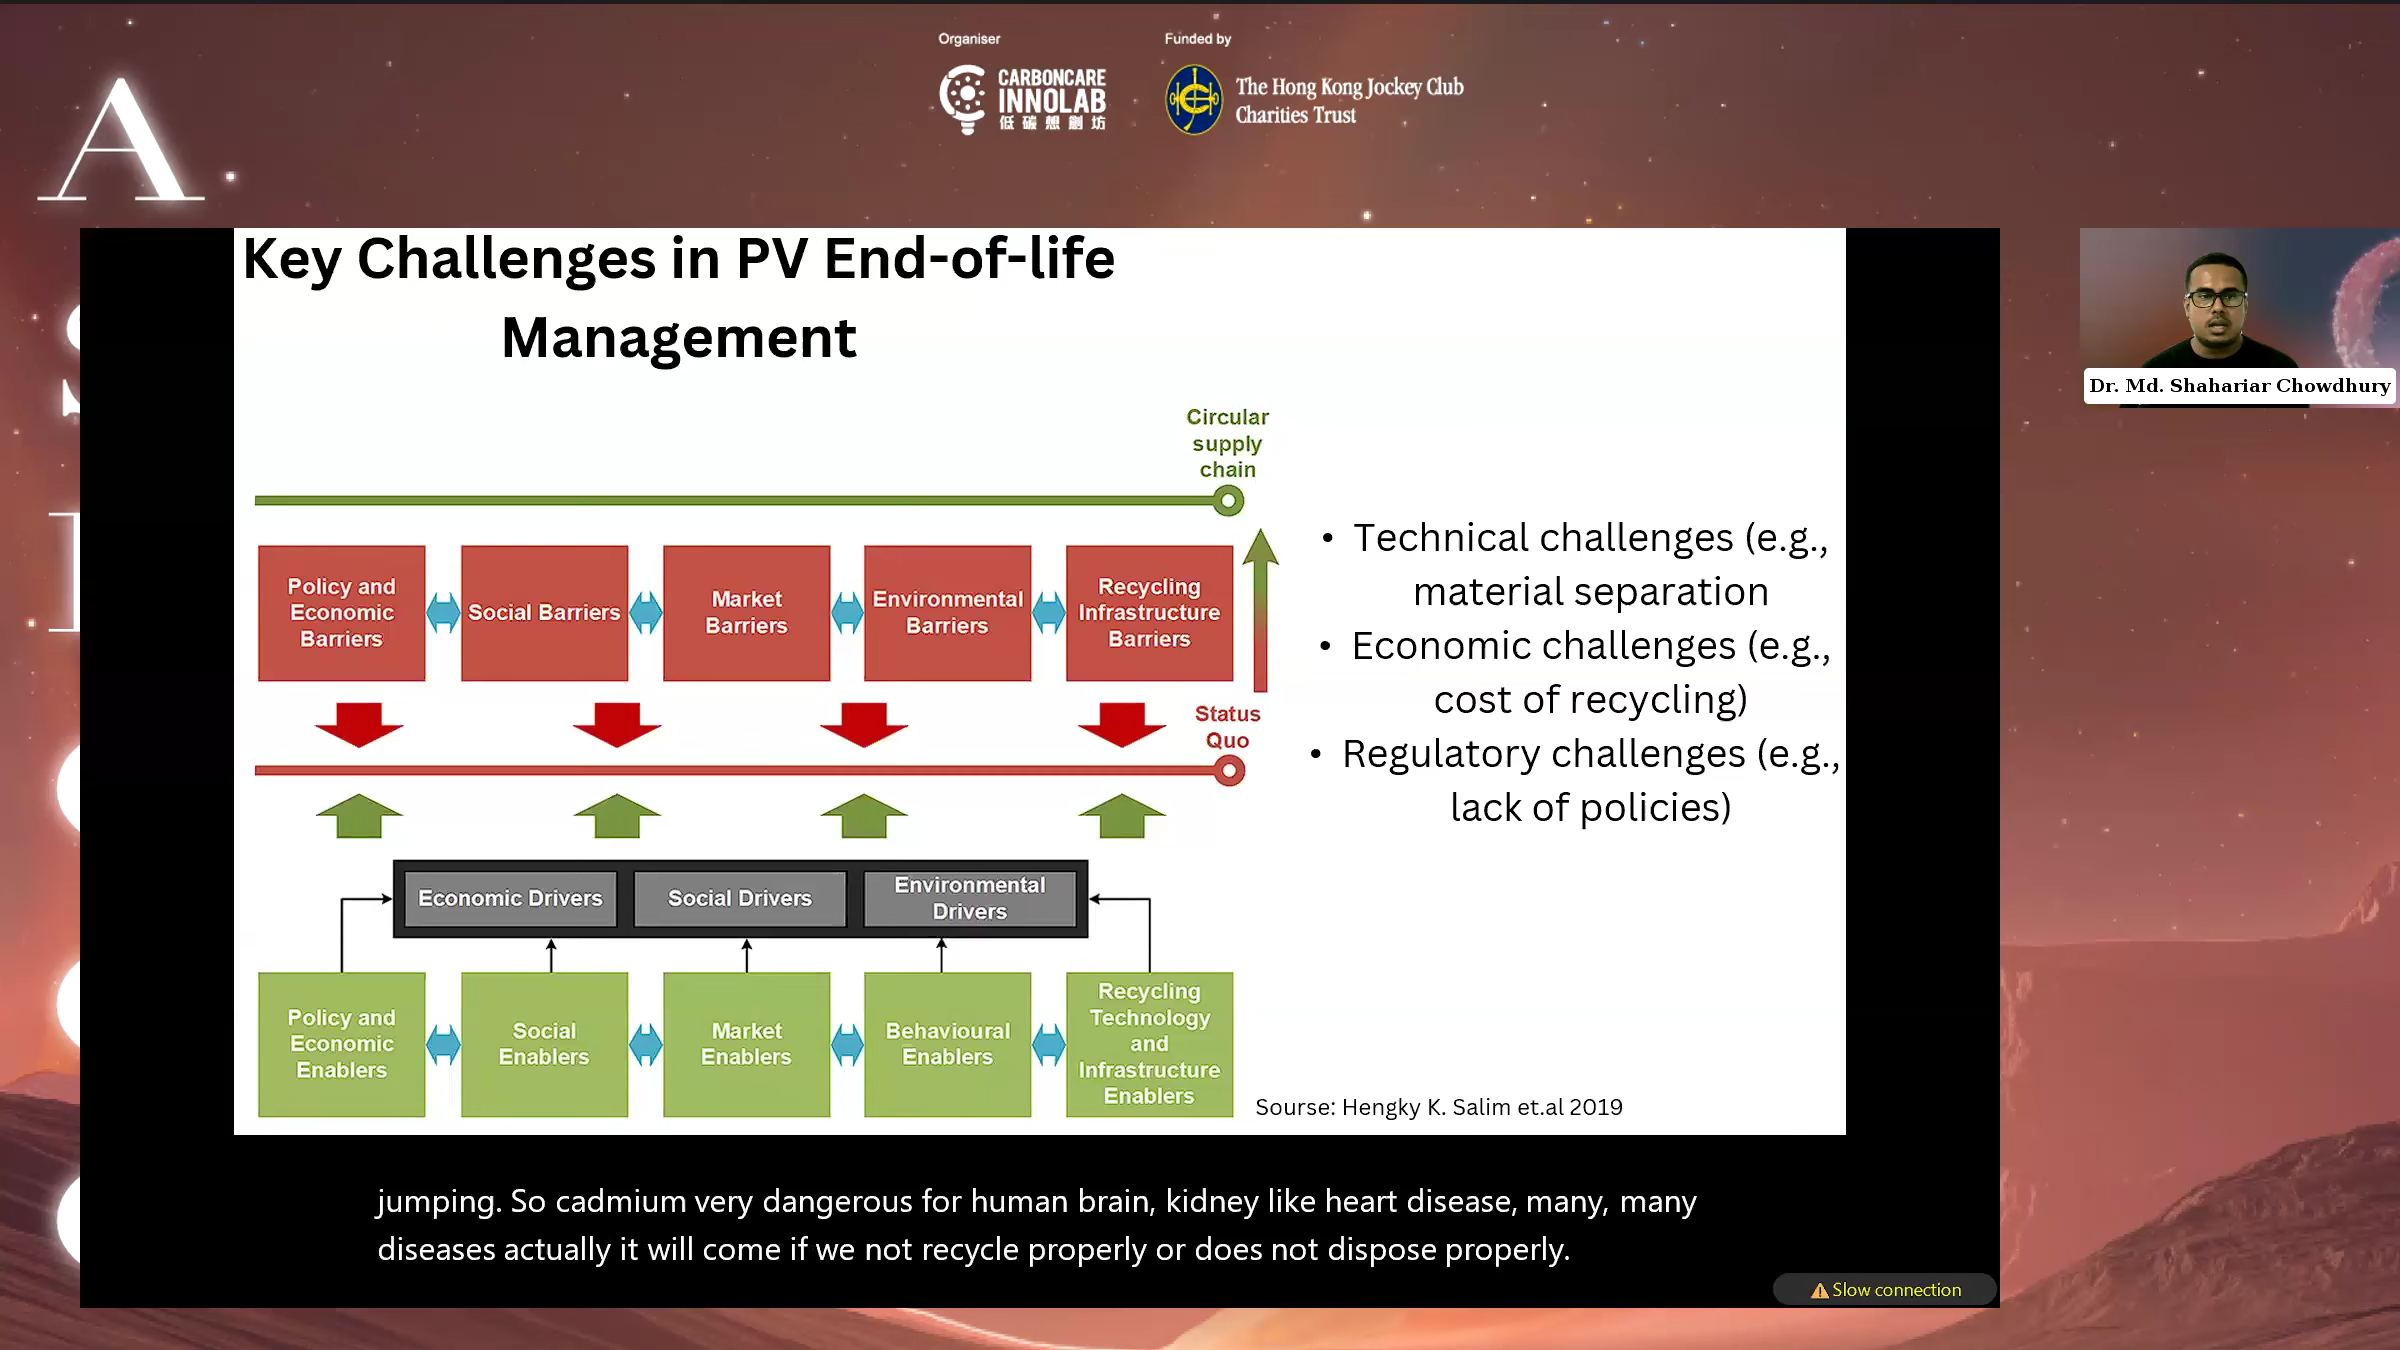 Organiser
Funded by
CARBONCARE
INNOLAB
低碳想創坊
The Hong Kong Jockey Club
Charities Trust
A
Key Challenges in PV End-of-life
Management
Circular
supply
chain
Policy and
Economic
Barriers
Social Barriers
Market
Barriers
Environmental
Barriers
Recycling
Infrastructure
Barriers
Status
Quo
Economic Drivers
Social Drivers
Environmental
Drivers
Policy and
Economic
Enablers
Social
Enablers
Market
Enablers
Behavioural
Enablers
Recycling
Technology
and
Infrastructure
Enablers
• Technical challenges (e.g.,
material separation
• Economic challenges (e.g.,
cost of recycling)
• Regulatory challenges (e.g.,
lack of policies)
Sourse: Hengky K. Salim et.al 2019
Dr. Md. Shahariar Chowdhury
jumping. So cadmium very dangerous for human brain, kidney like heart disease, many, many
diseases actually it will come if we not recycle properly or does not dispose properly.
Slow connection